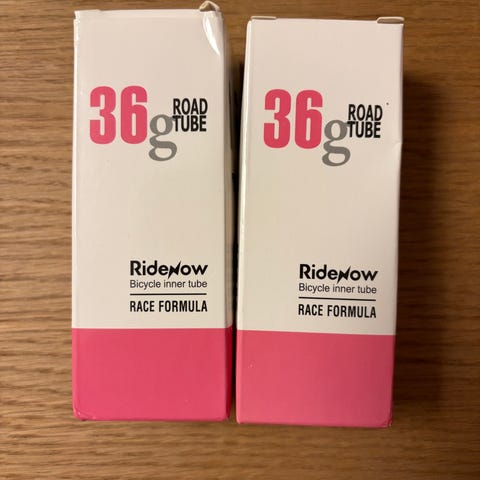 36g ROAD
TUBE
RideNow
Bicycle inner tube
RACE FORMULA
36g ROAD
TUBE
RideNow
Bicycle inner tube
RACE FORMULA